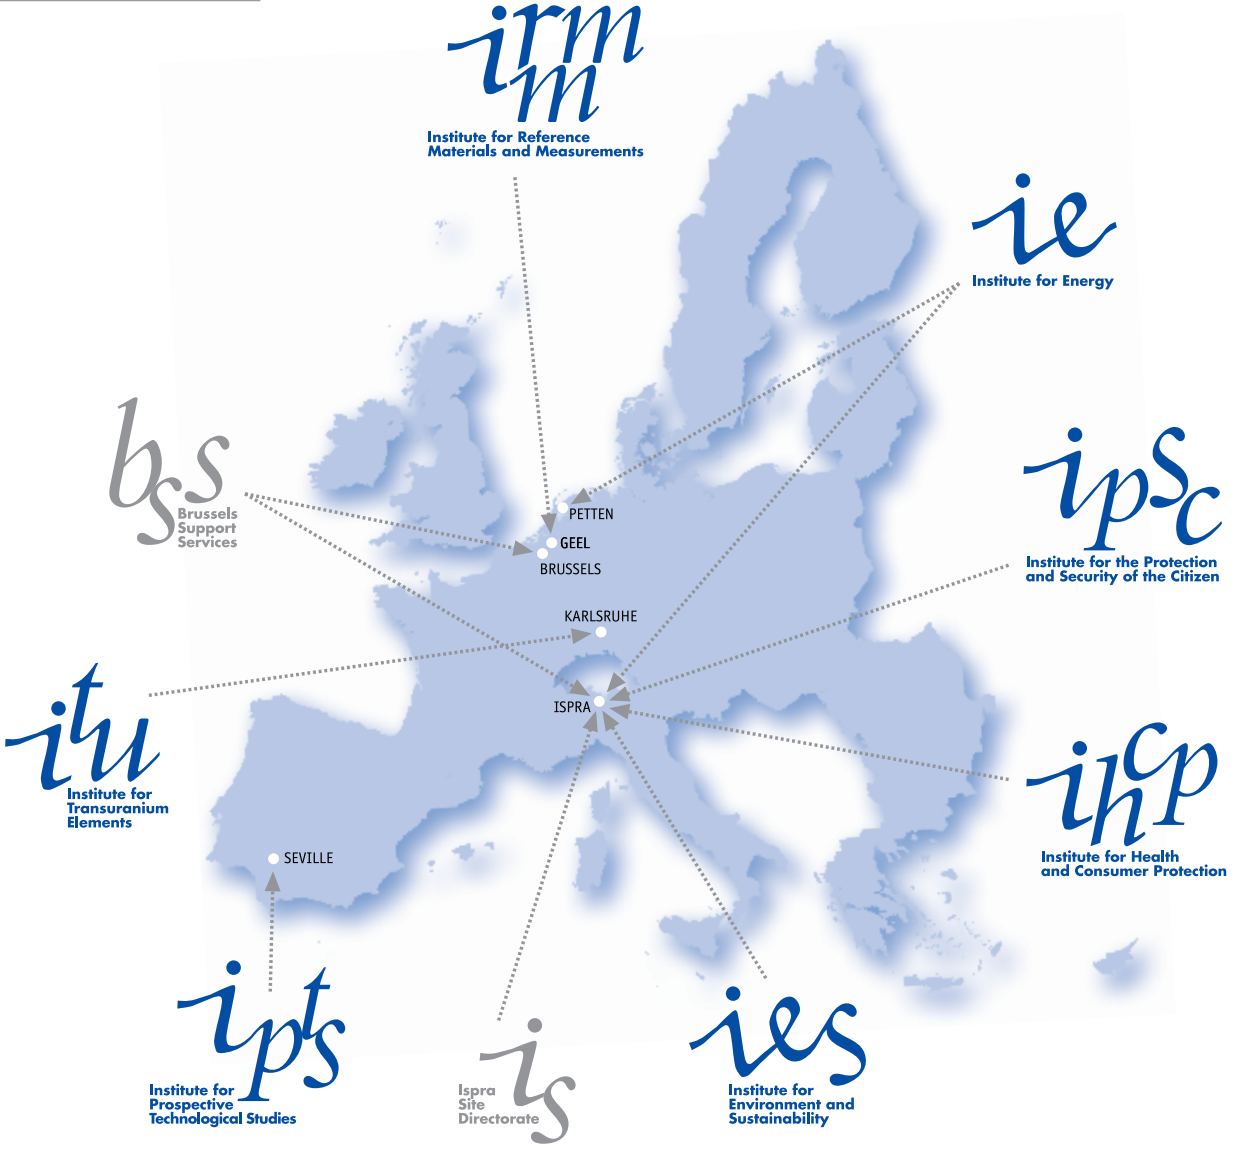 irmm
Institute for Reference
Materials and Measurements
ie
Institute for Energy
bss
Brussels
Support
Services
ipsc
Institute for the Protection
and Security of the Citizen
PETTEN
GEEL
BRUSSELS
KARLSRUHE
ISPRA
itu
Institute for
Transuranium
Elements
ihcp
Institute for Health
and Consumer Protection
SEVILLE
ipts
Institute for
Prospective
Technological Studies
is
Ispra
Site
Directorate
ies
Institute for
Environment and
Sustainability